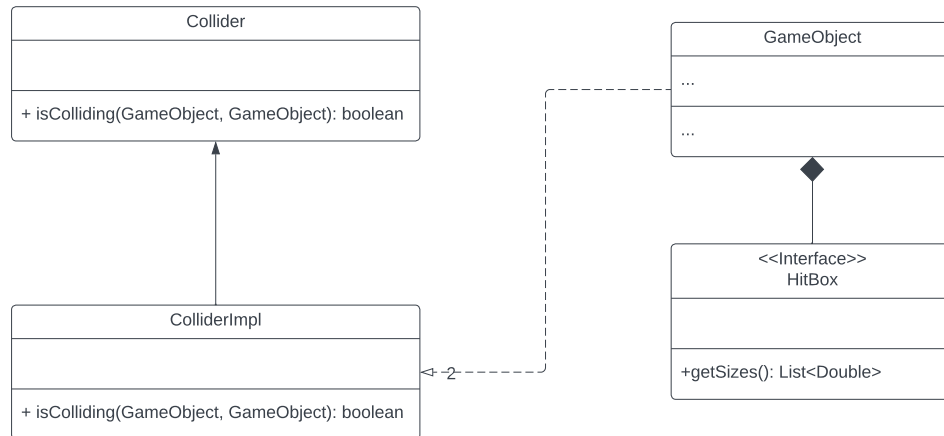 Collider
+ isColliding(GameObject, GameObject): boolean
GameObject
...
...
<<Interface>>
HitBox
+getSizes(): List<Double>
ColliderImpl
+ isColliding(GameObject, GameObject): boolean
2